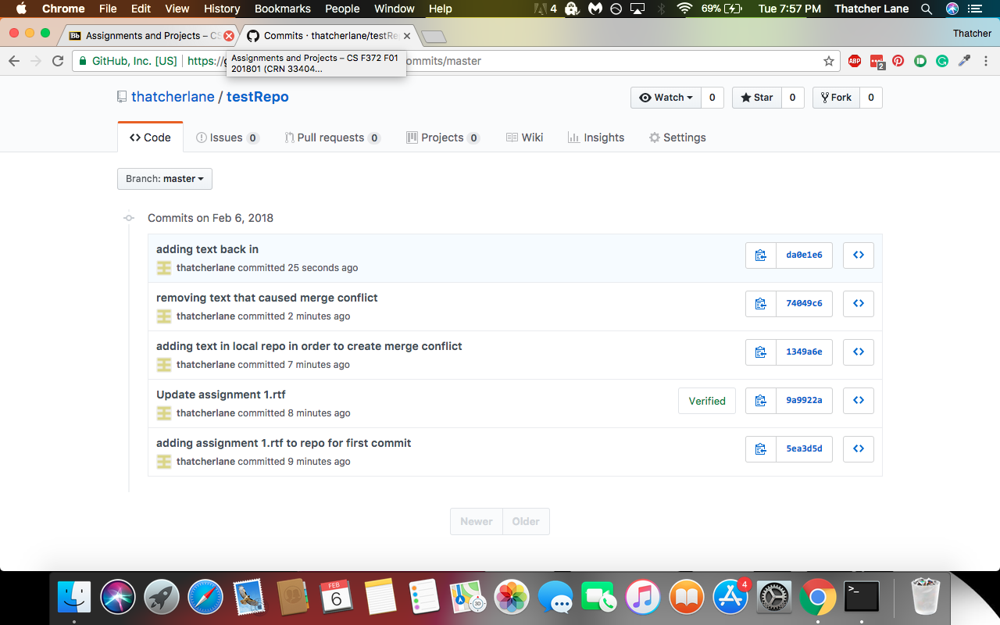 Chrome File Edit View History Bookmarks People Window Help 4 69% Tue 7:57 PM Thatcher Lane
Bb Assignments and Projects – CS Commits · thatcherlane/testRe Thatcher
GitHub, Inc. [US] https://g ommits/master ABP 2
Assignments and Projects – CS F372 F01
201801 (CRN 33404...
thatcherlane / testRepo Watch 0 Star 0 Fork 0
Code Issues 0 Pull requests 0 Projects 0 Wiki Insights Settings
Branch: master
Commits on Feb 6, 2018
adding text back in da0e1e6
thatcherlane committed 25 seconds ago
removing text that caused merge conflict 74049c6
thatcherlane committed 2 minutes ago
adding text in local repo in order to create merge conflict 1349a6e
thatcherlane committed 7 minutes ago
Update assignment 1.rtf Verified 9a9922a
thatcherlane committed 8 minutes ago
adding assignment 1.rtf to repo for first commit 5ea3d5d
thatcherlane committed 9 minutes ago
Newer Older
FEB
6
3D
4
>_